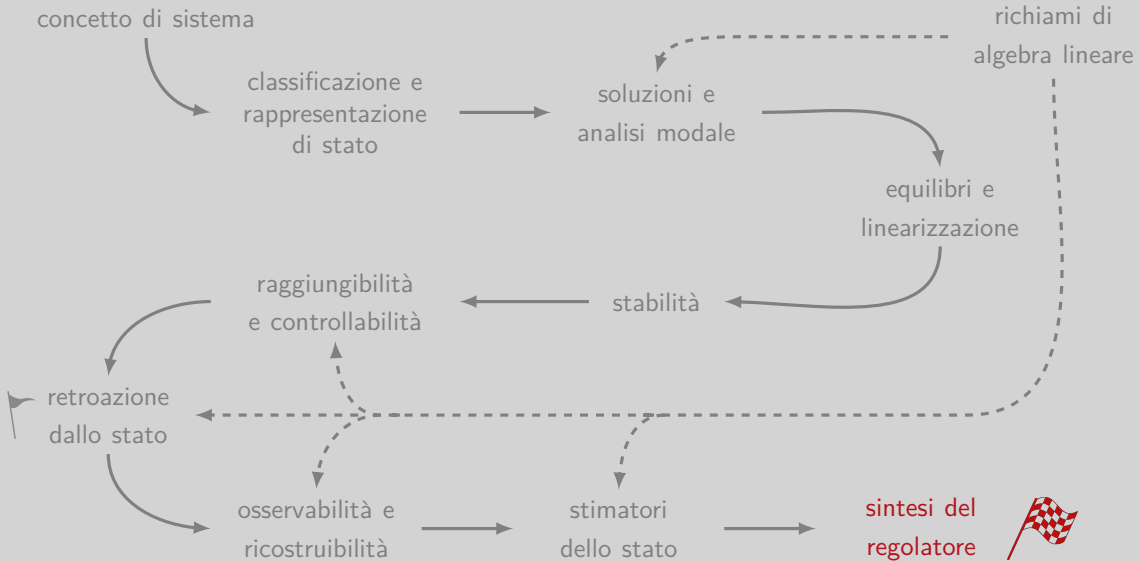 concetto di sistema
richiami di
algebra lineare
classificazione e
rappresentazione
di stato
soluzioni e
analisi modale
equilibri e
linearizzazione
raggiungibilità
e controllabilità
stabilità
retroazione
dallo stato
osservabilità e
ricostruibilità
stimatori
dello stato
sintesi del
regolatore